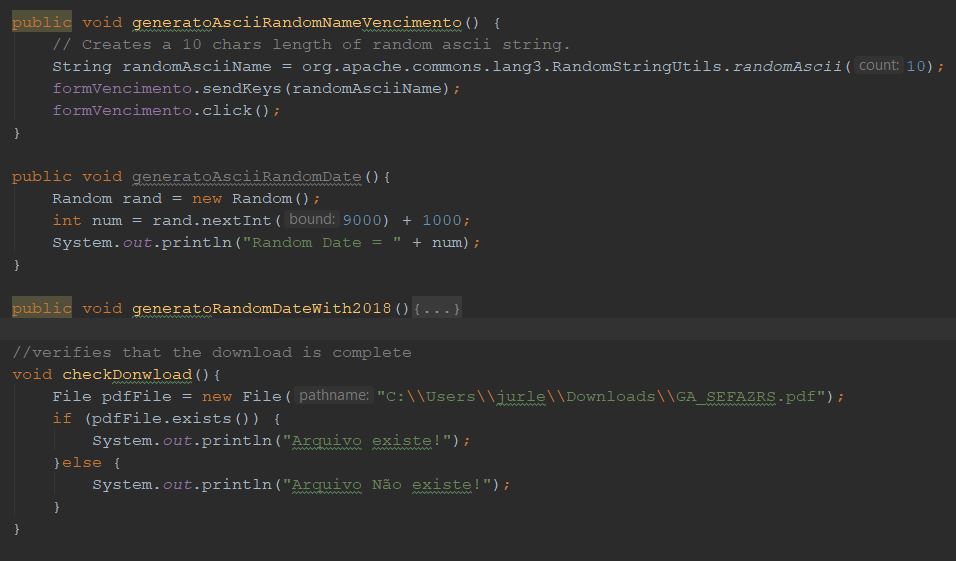 public void generatoAsciiRandomNameVencimento() {
// Creates a 10 chars length of random ascii string.
String randomAsciiName = org.apache.commons.lang3.RandomStringUtils.randomAscii( count: 10);
formVencimento.sendKeys(randomAsciiName);
formVencimento.click();
}
public void generatoAsciiRandomDate(){
Random rand = new Random();
int num = rand.nextInt( bound: 9000) + 1000;
System.out.println("Random Date = " + num);
}
public void generatoRandomDateWith2018(){...}
//verifies that the download is complete
void checkDonwload(){
File pdfFile = new File( pathname: "C:\\Users\\jurle\\Downloads\\GA_SEFAZRS.pdf");
if (pdfFile.exists()) {
System.out.println("Arquivo existe!");
}else {
System.out.println("Arquivo Não existe!");
}
}